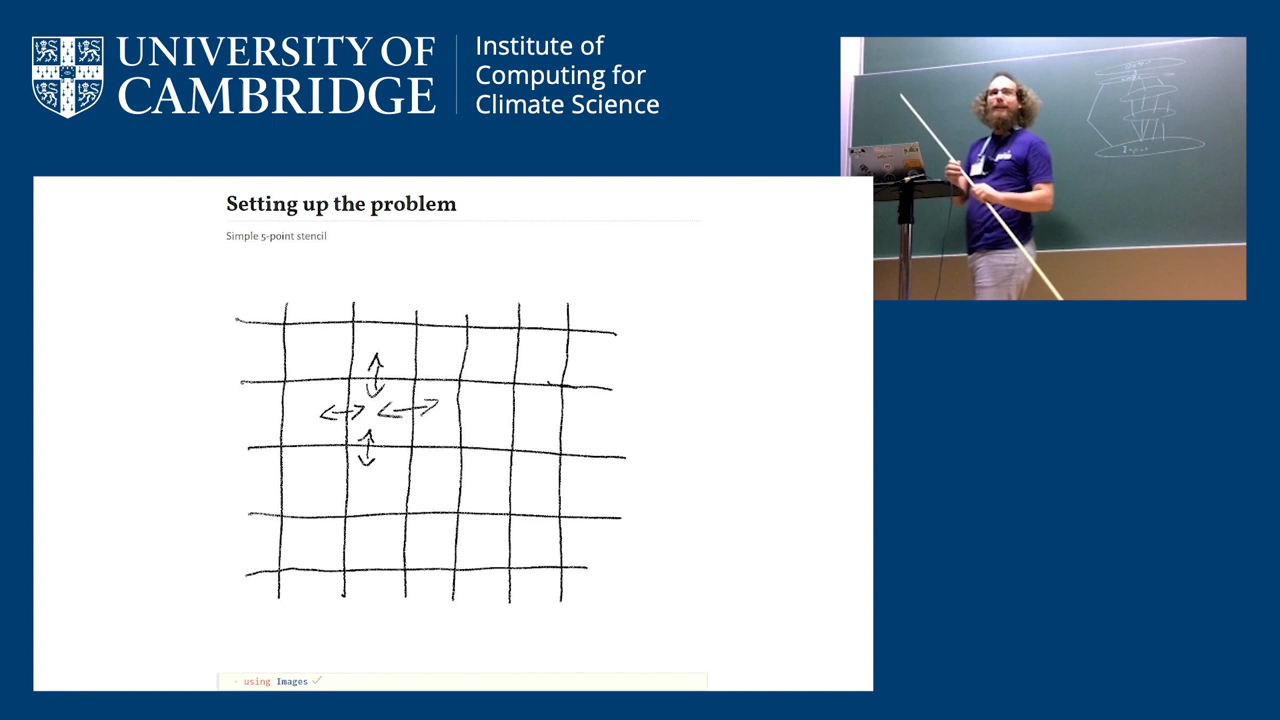 UNIVERSITY OF
CAMBRIDGE
Institute of
Computing for
Climate Science
Setting up the problem
Simple 5-point stencil
using Images